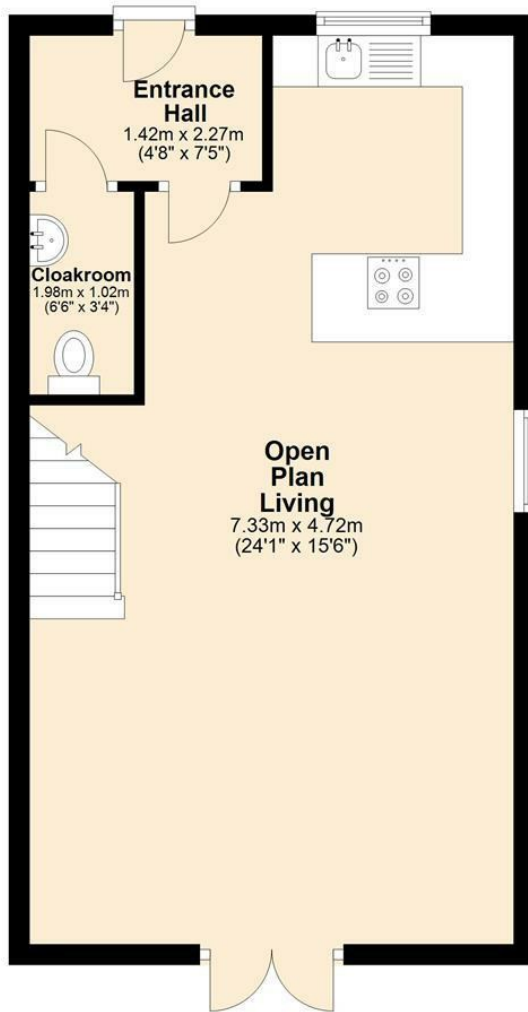 Entrance
Hall
1.42m x 2.27m
(4'8" x 7'5")
Cloakroom
1.98m x 1.02m
(6'6" x 3'4")
Open
Plan
Living
7.33m x 4.72m
(24'1" x 15'6")